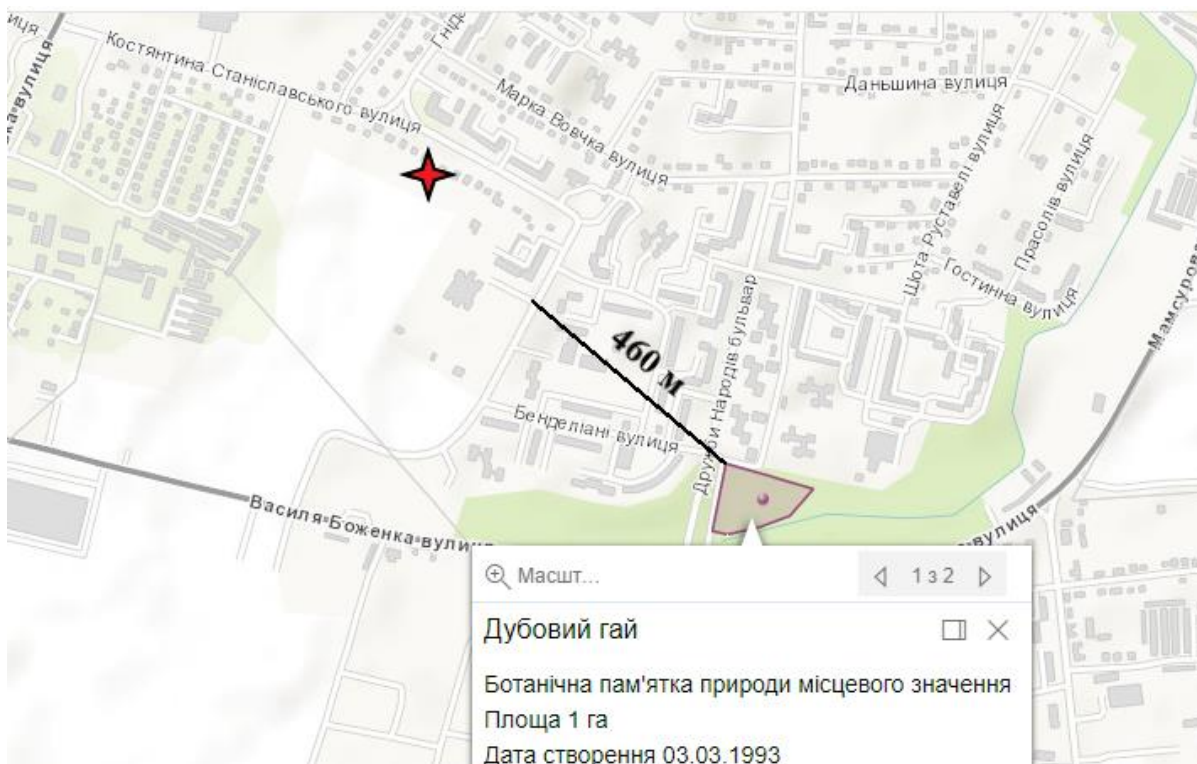 Костянтина Станіславського вулиця
Марка Вовчка вулиця
Даньшина вулиця
Шота Руставелі вулиця
Прасолів вулиця
Гостинна вулиця
460 м
Дружби Народів бульвар
Бенделіані вулиця
Василя Боженка вулиц
вулиця
Мамсурова
Масшт...
1 з 2
Дубовий гай
Ботанічна пам'ятка природи місцевого значення
Площа 1 га
Дата створення 03.03.1993